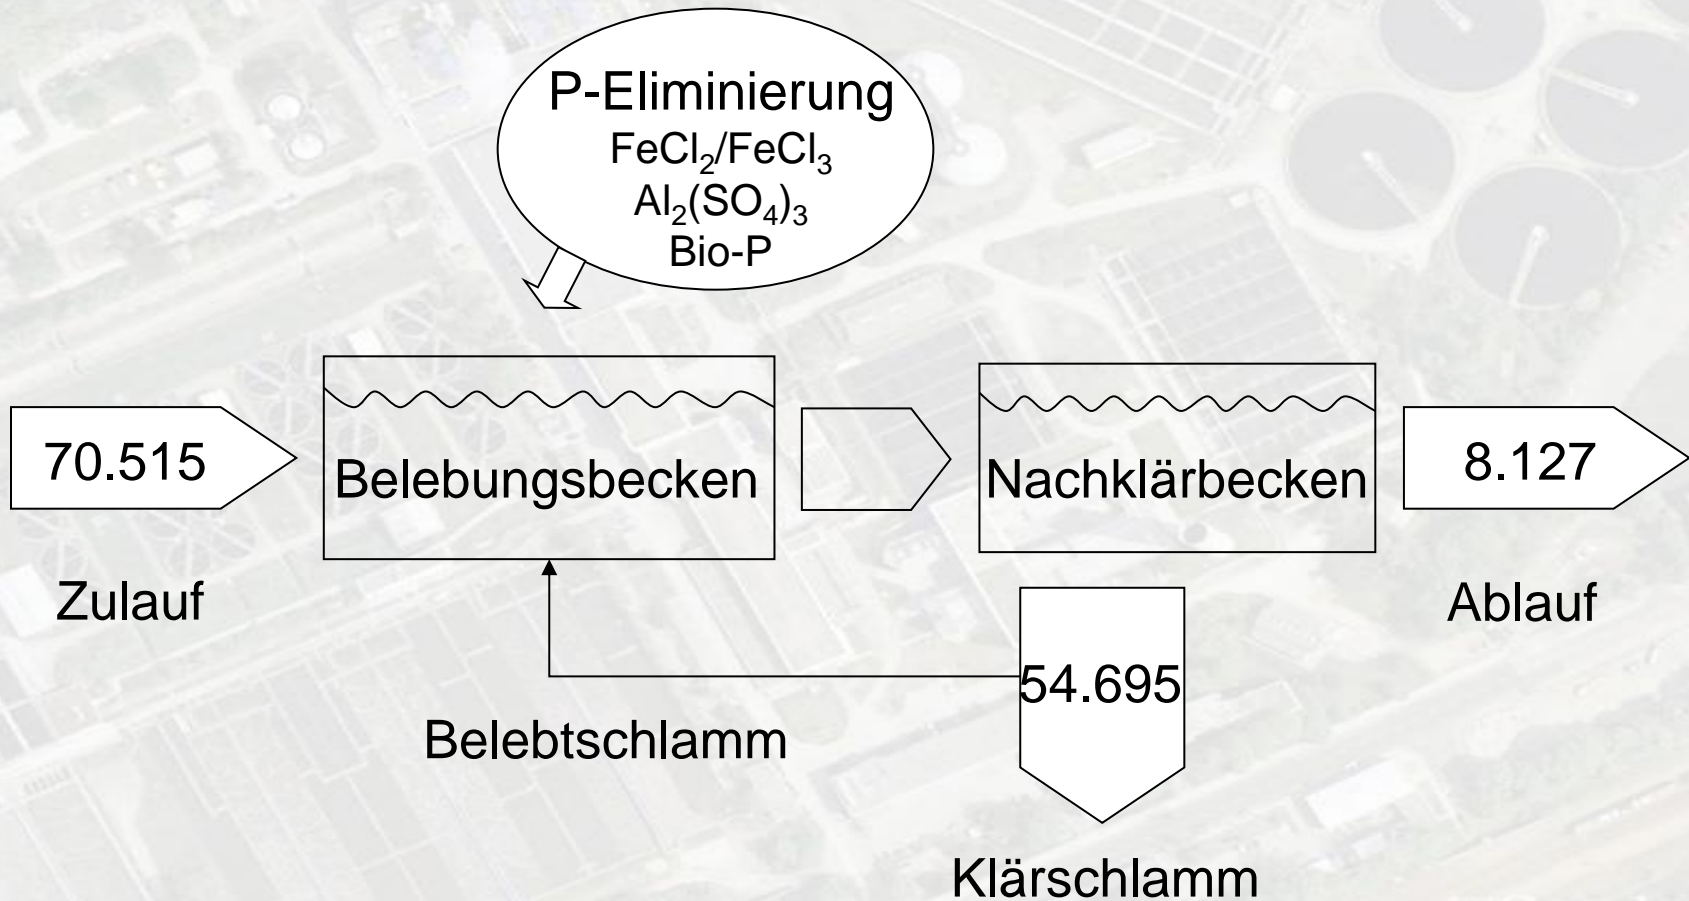 P-Eliminierung
FeCl₂/FeCl₃
Al₂(SO₄)₃
Bio-P
70.515
Belebungsbecken
Nachklärbecken
8.127
Zulauf
Ablauf
54.695
Belebtschlamm
Klärschlamm